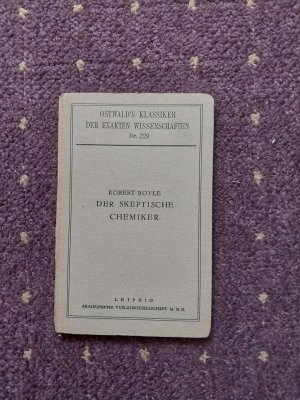 OSTWALD'S KLASSIKER
DER EXAKTEN WISSENSCHAFTEN
Nr. 229
ROBERT BOYLE
DER SKEPTISCHE
CHEMIKER
LEIPZIG
AKADEMISCHE VERLAGSGESELLSCHAFT M.B.H.